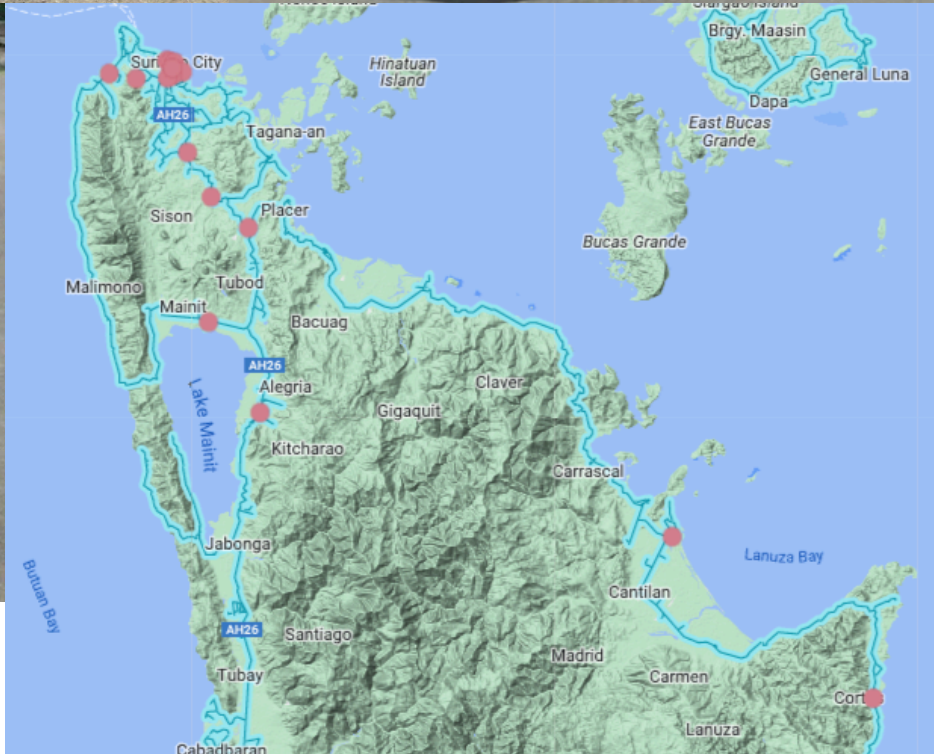 Siargao Island
Brgy. Maasin
Surigao City
Hinatuan
Island
General Luna
Dapa
AH26
East Bucas
Grande
Tagana-an
Sison
Placer
Bucas Grande
Malimono
Tubod
Mainit
Bacuag
AH26
Alegria
Claver
Lake Mainit
Gigaquit
Kitcharao
Carrascal
Jabonga
Lanuza Bay
Butuan Bay
Cantilan
AH26
Santiago
Madrid
Tubay
Carmen
Cortes
Lanuza
Cabadbaran